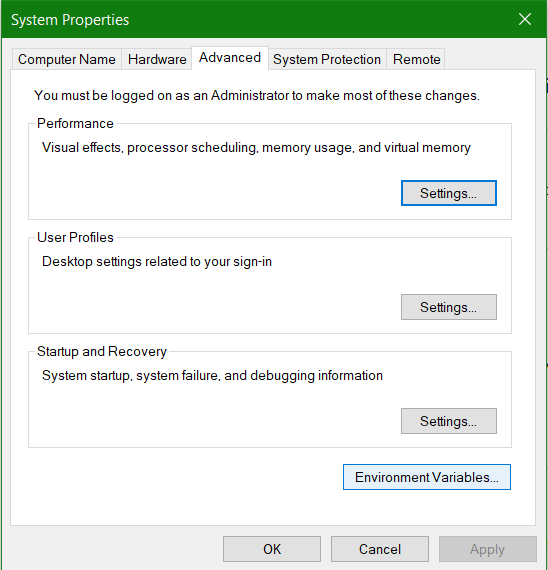 System Properties
Computer Name Hardware Advanced System Protection Remote
You must be logged on as an Administrator to make most of these changes.
Performance
Visual effects, processor scheduling, memory usage, and virtual memory
Settings...
User Profiles
Desktop settings related to your sign-in
Settings...
Startup and Recovery
System startup, system failure, and debugging information
Settings...
Environment Variables...
OK Cancel Apply